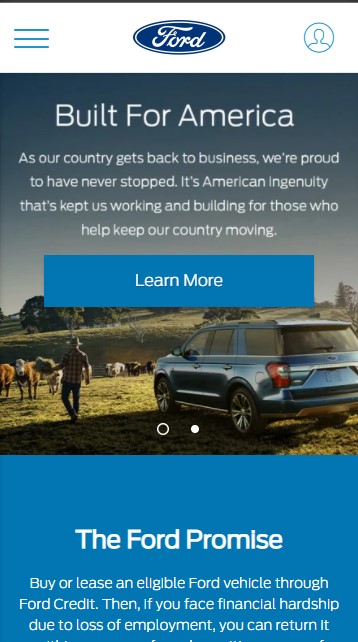 Ford
Built For America
As our country gets back to business, we're proud
to have never stopped. It's American ingenuity
that's kept us working and building for those who
help keep our country moving.
Learn More
The Ford Promise
Buy or lease an eligible Ford vehicle through
Ford Credit. Then, if you face financial hardship
due to loss of employment, you can return it